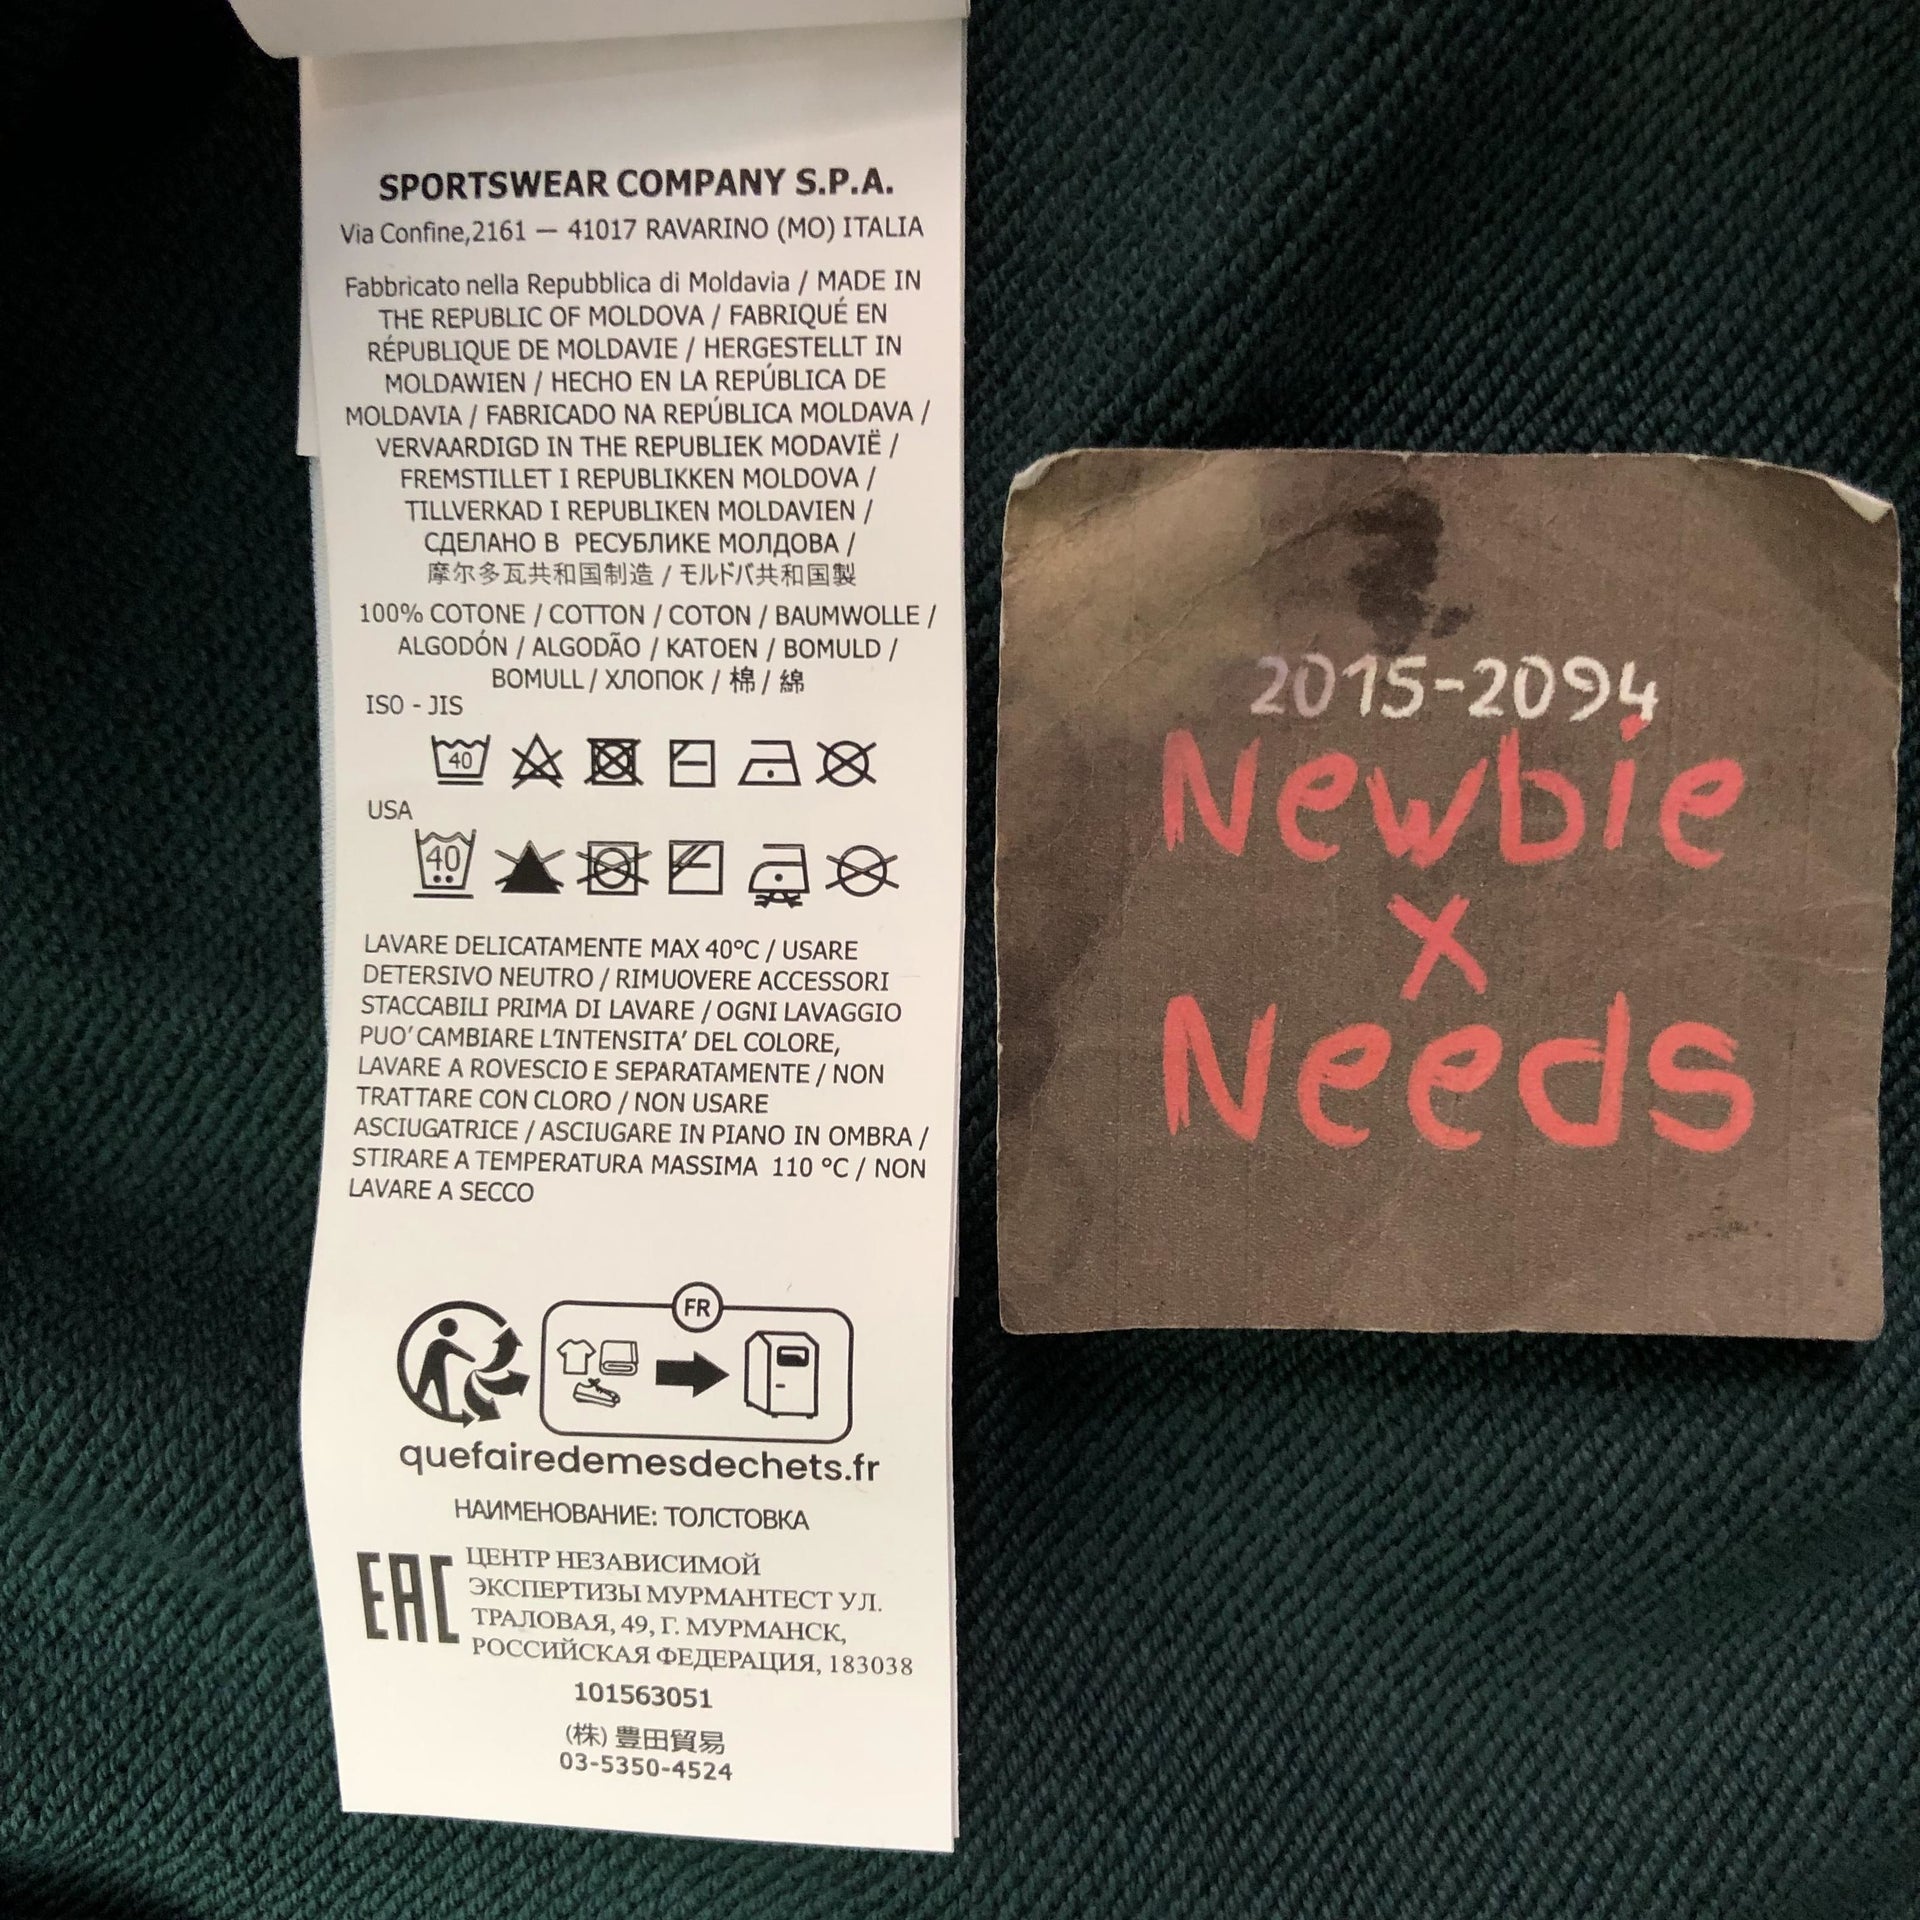 SPORTSWEAR COMPANY S.P.A.
Via Confine,2161 — 41017 RAVARINO (MO) ITALIA
Fabbricato nella Repubblica di Moldavia / MADE IN
THE REPUBLIC OF MOLDOVA / FABRIQUÉ EN
RÉPUBLIQUE DE MOLDAVIE / HERGESTELLT IN
MOLDAWIEN / HECHO EN LA REPÚBLICA DE
MOLDAVIA / FABRICADO NA REPÚBLICA MOLDAVA /
VERVAARDIGD IN THE REPUBLIEK MODAVIË /
FREMSTILLET I REPUBLIKKEN MOLDOVA /
TILLVERKAD I REPUBLIKEN MOLDAVIEN /
СДЕЛАНО В РЕСУБЛИКЕ МОЛДОВА /
摩尔多瓦共和国制造 / モルドバ共和国製
100% COTONE / COTTON / COTON / BAUMWOLLE /
ALGODÓN / ALGODÃO / KATOEN / BOMULD /
BOMULL / ХЛОПОК / 棉 / 綿
ISO - JIS
40
USA
40
LAVARE DELICATAMENTE MAX 40°C / USARE
DETERSIVO NEUTRO / RIMUOVERE ACCESSORI
STACCABILI PRIMA DI LAVARE / OGNI LAVAGGIO
PUO' CAMBIARE L'INTENSITA' DEL COLORE,
LAVARE A ROVESCIO E SEPARATAMENTE / NON
TRATTARE CON CLORO / NON USARE
ASCIUGATRICE / ASCIUGARE IN PIANO IN OMBRA /
STIRARE A TEMPERATURA MASSIMA 110 °C / NON
LAVARE A SECCO
FR
quefairedemesdechets.fr
НАИМЕНОВАНИЕ: ТОЛСТОВКА
EAC
ЦЕНТР НЕЗАВИСИМОЙ
ЭКСПЕРТИЗЫ МУРМАНТЕСТ УЛ.
ТРАЛОВАЯ, 49, Г. МУРМАНСК,
РОССИЙСКАЯ ФЕДЕРАЦИЯ, 183038
101563051
(株) 豊田貿易
03-5350-4524
2015-2094
Newbie
x
Needs